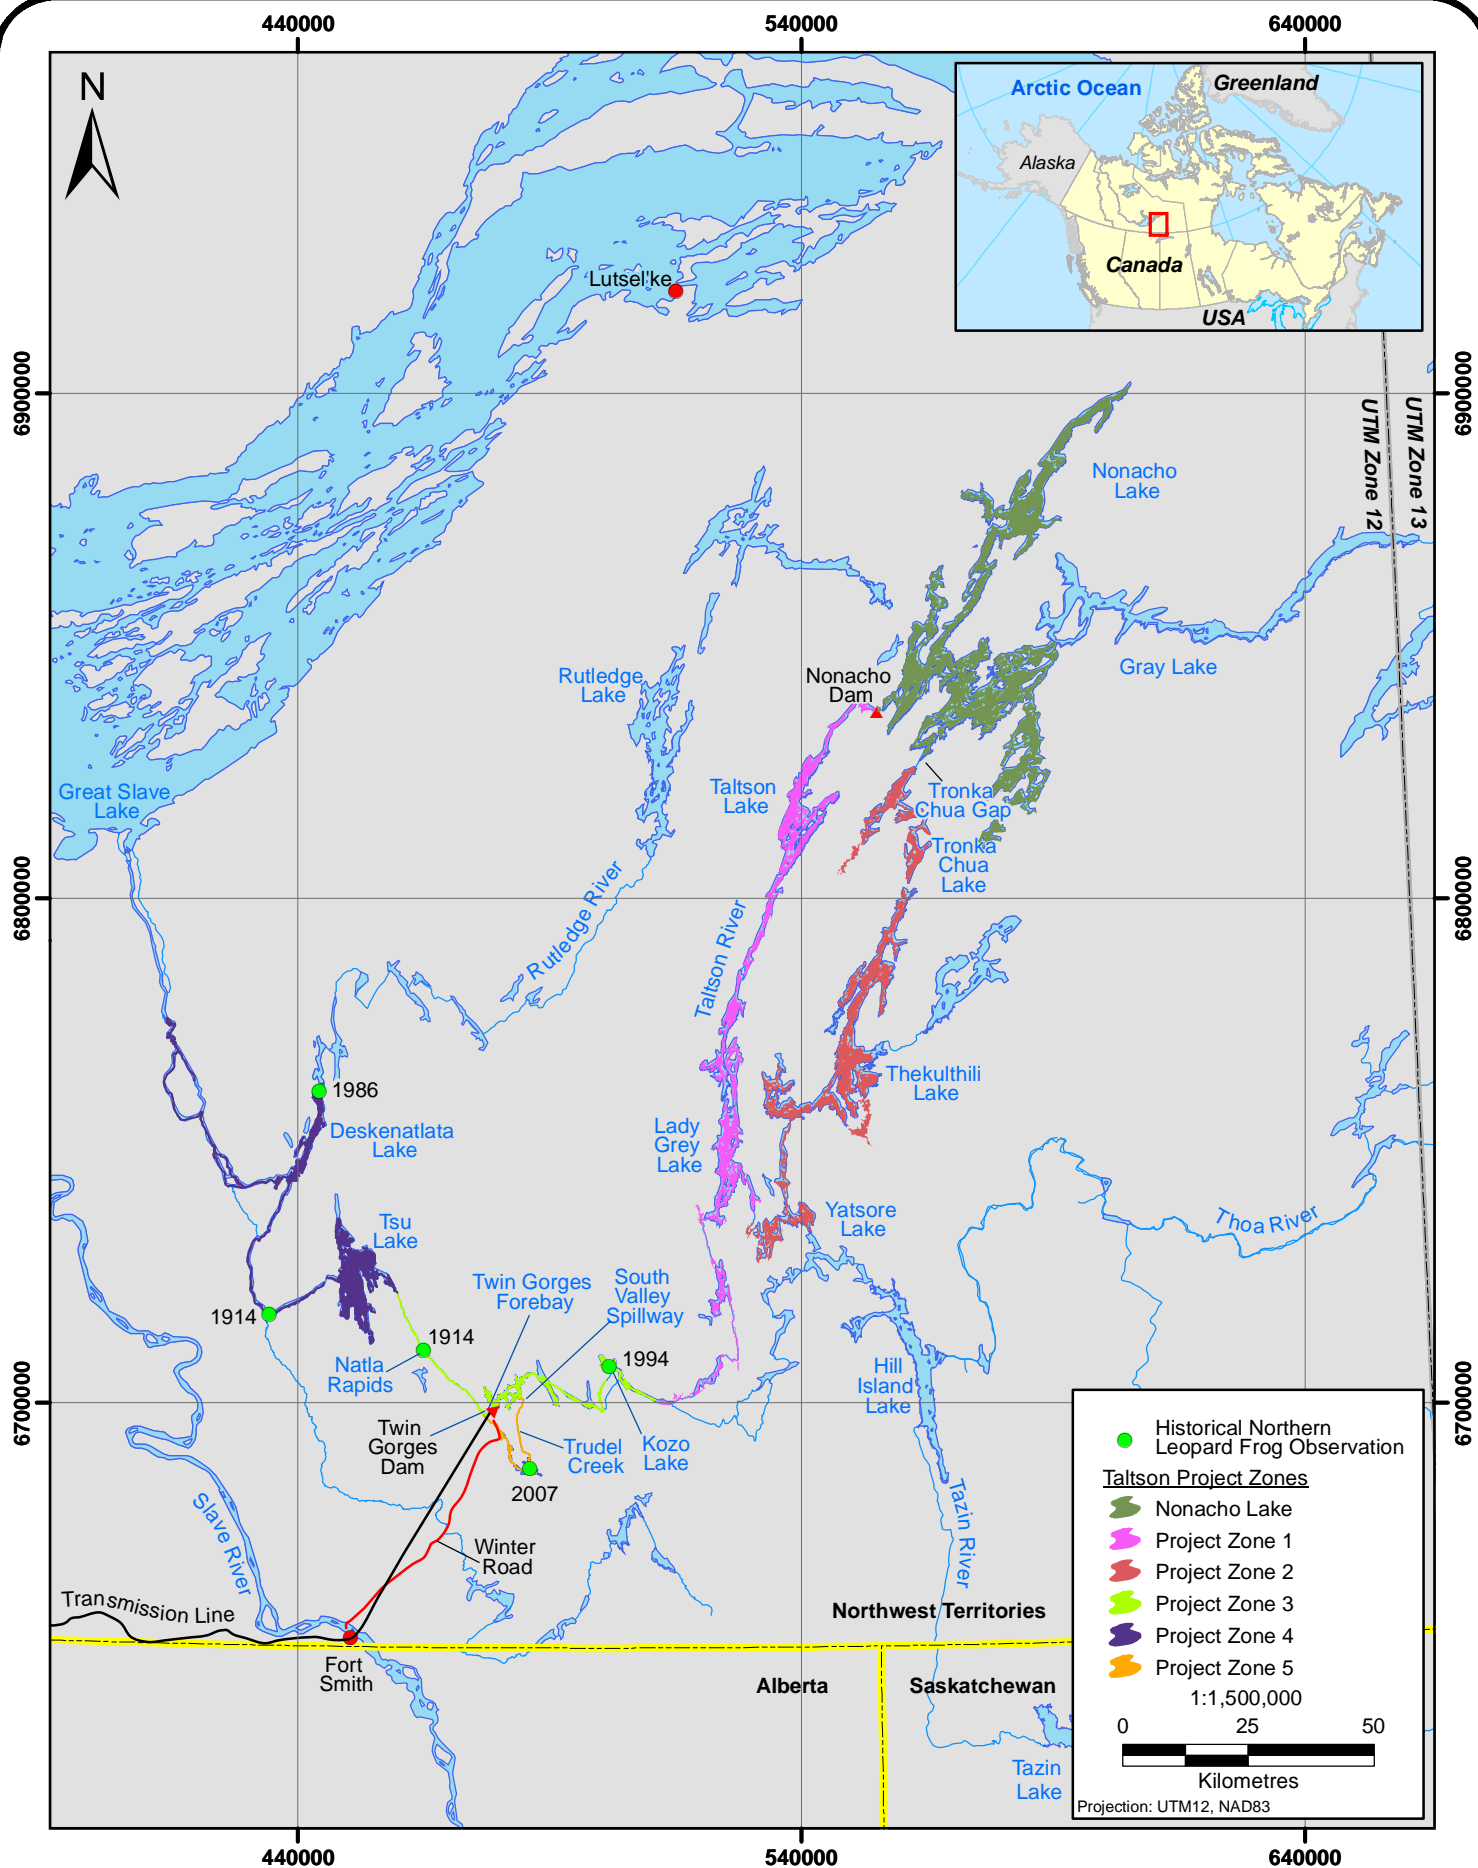 440000
540000
640000
N
Arctic Ocean
Greenland
Alaska
Canada
USA
Lutsel'ke
6900000
6900000
UTM Zone 12
UTM Zone 13
Nonacho
Lake
Gray Lake
Rutledge
Lake
Nonacho
Dam
Great Slave
Lake
Taltson
Lake
Tronka
Chua Gap
Tronka
Chua
Lake
6800000
6800000
Rutledge River
Taltson River
Thekulthili
Lake
1986
Deskenatlata
Lake
Lady
Grey
Lake
Tsu
Lake
Yatsore
Lake
Thoa River
Twin Gorges
Forebay
South
Valley
Spillway
1914
1914
1994
Natla
Rapids
Hill
Island
Lake
6700000
6700000
Twin
Gorges
Dam
Trudel
Creek
Kozo
Lake
2007
Slave River
Winter
Road
Tazin River
Transmission Line
Northwest Territories
Fort
Smith
Alberta
Saskatchewan
Tazin
Lake
Historical Northern
Leopard Frog Observation
Taltson Project Zones
Nonacho Lake
Project Zone 1
Project Zone 2
Project Zone 3
Project Zone 4
Project Zone 5
1:1,500,000
0 25 50
Kilometres
Projection: UTM12, NAD83
440000
540000
640000